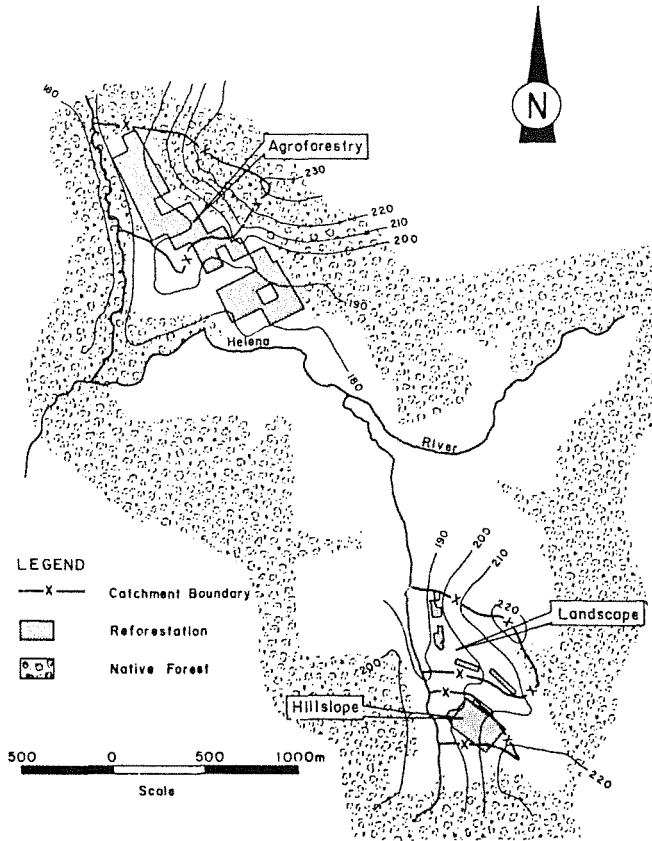 N
180
Agroforestry
230
220
210
200
190
Helena
180
River
190
200
210
220
Landscape
200
Hillslope
220
LEGEND
—x— Catchment Boundary
Reforestation
Native Forest
500 0 500 1000m
Scale